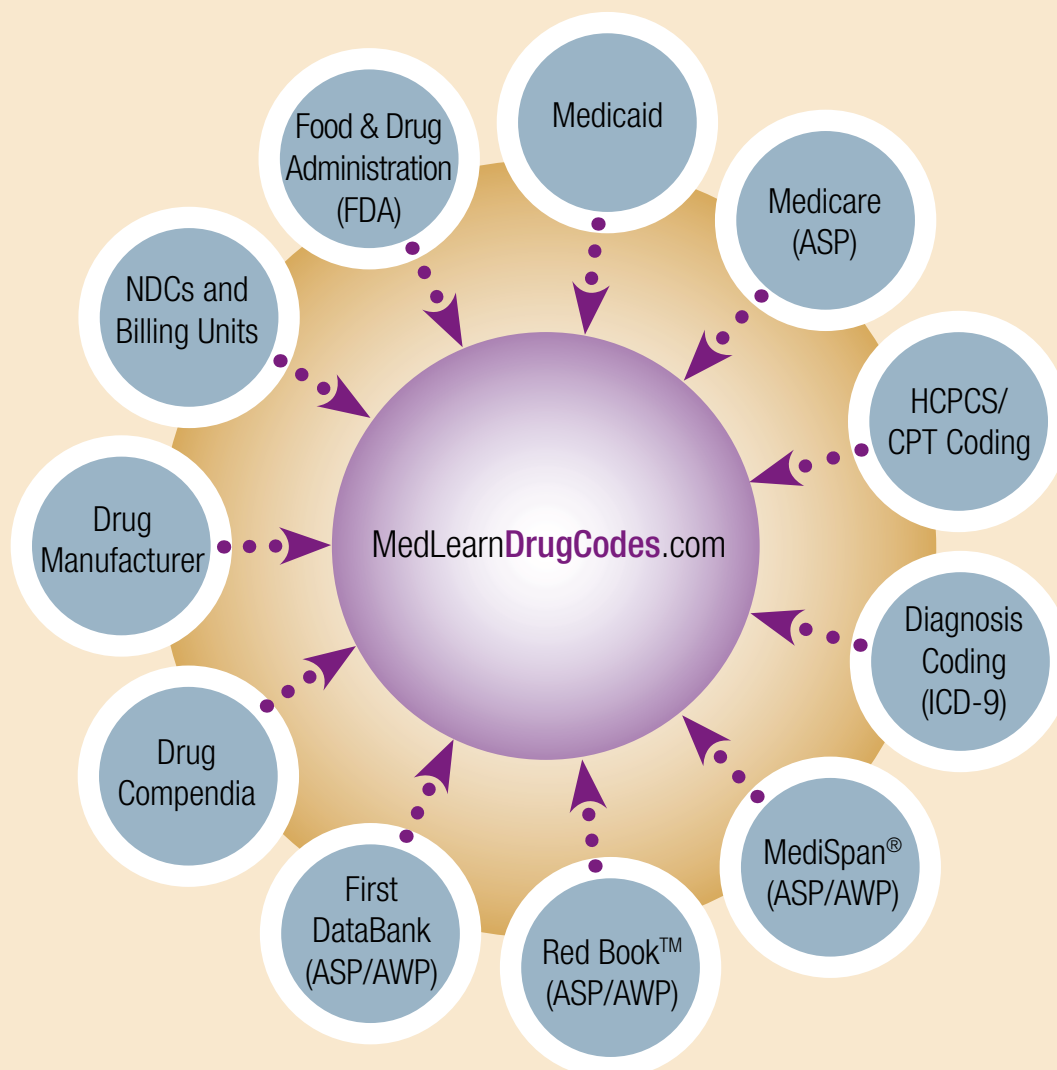 Medicaid
Medicare
(ASP)
HCPCS/
CPT Coding
Diagnosis
Coding
(ICD-9)
MediSpan®
(ASP/AWP)
Red Book™
(ASP/AWP)
First
DataBank
(ASP/AWP)
Drug
Compendia
Drug
Manufacturer
NDCs and
Billing Units
Food & Drug
Administration
(FDA)
MedLearnDrugCodes.com